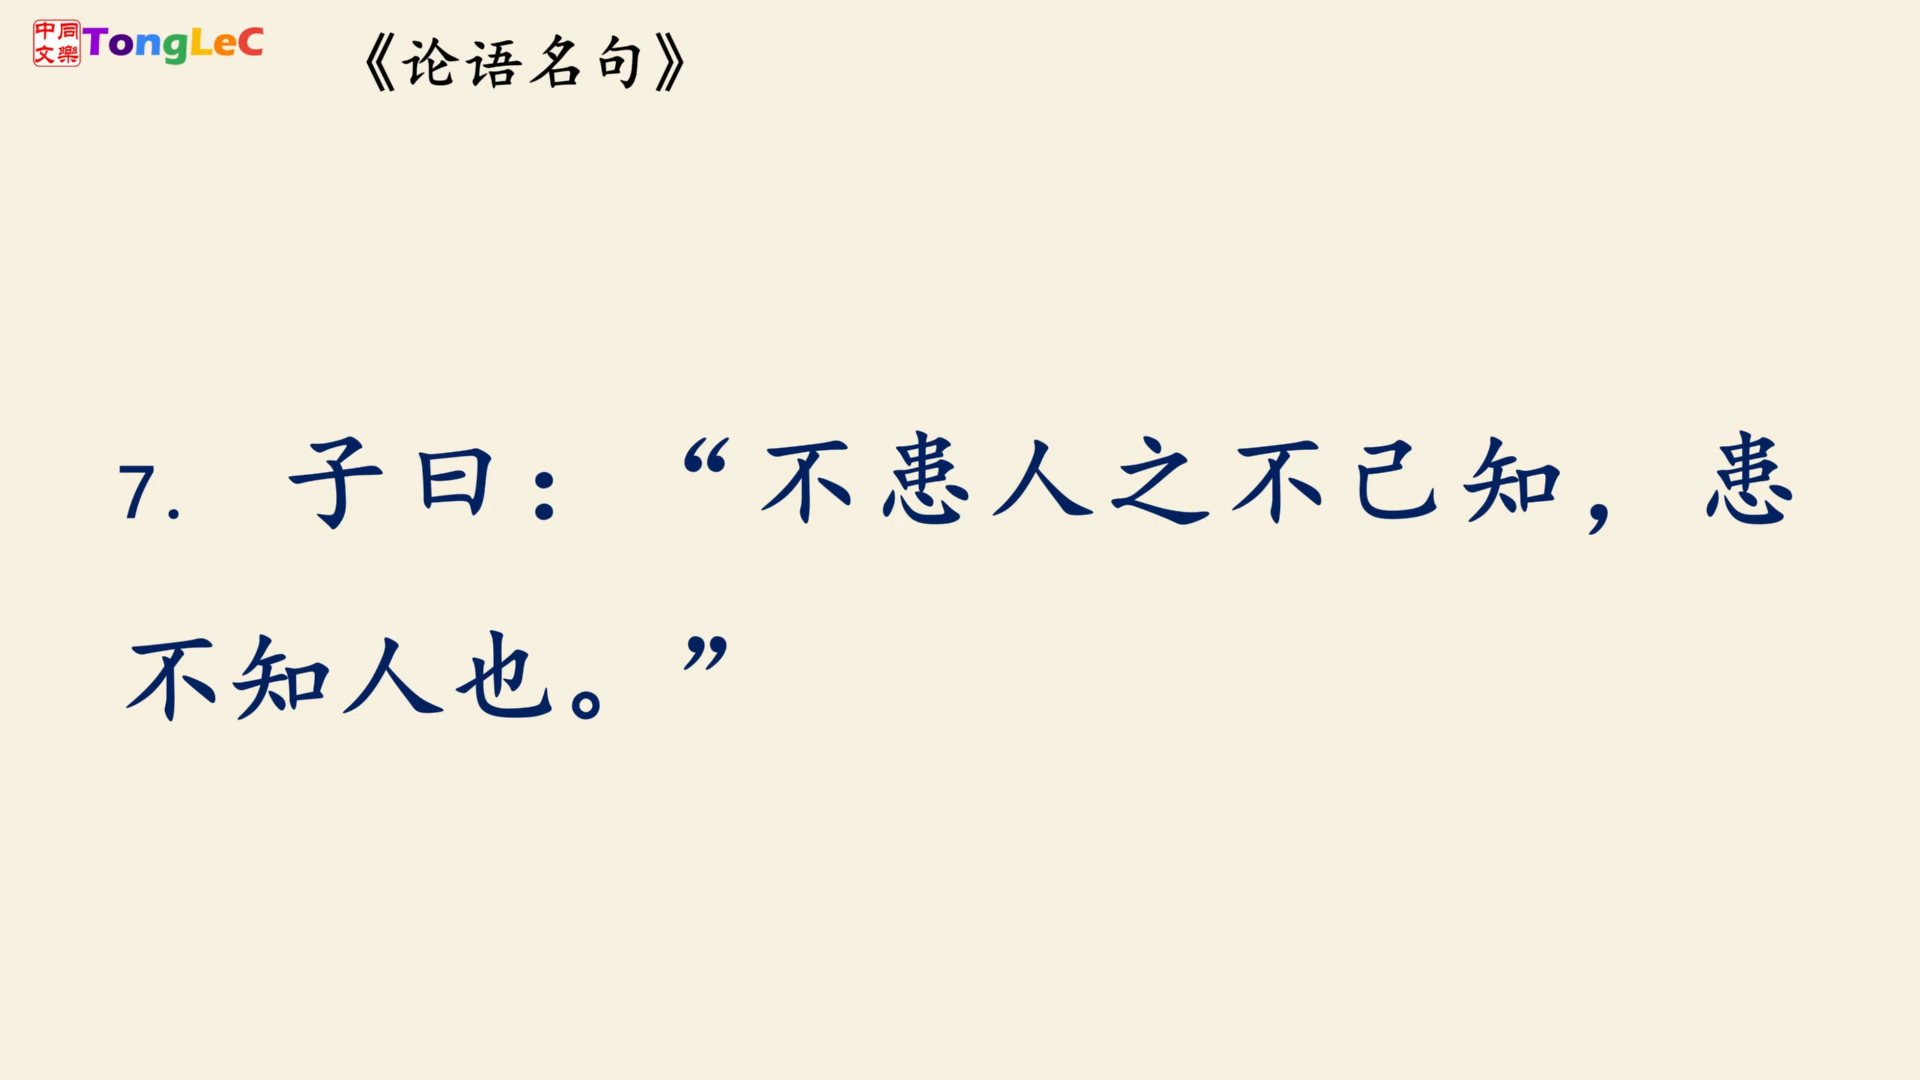 中同
文樂
TongLeC
《论语名句》
7. 子曰：“不患人之不己知，患
不知人也。”